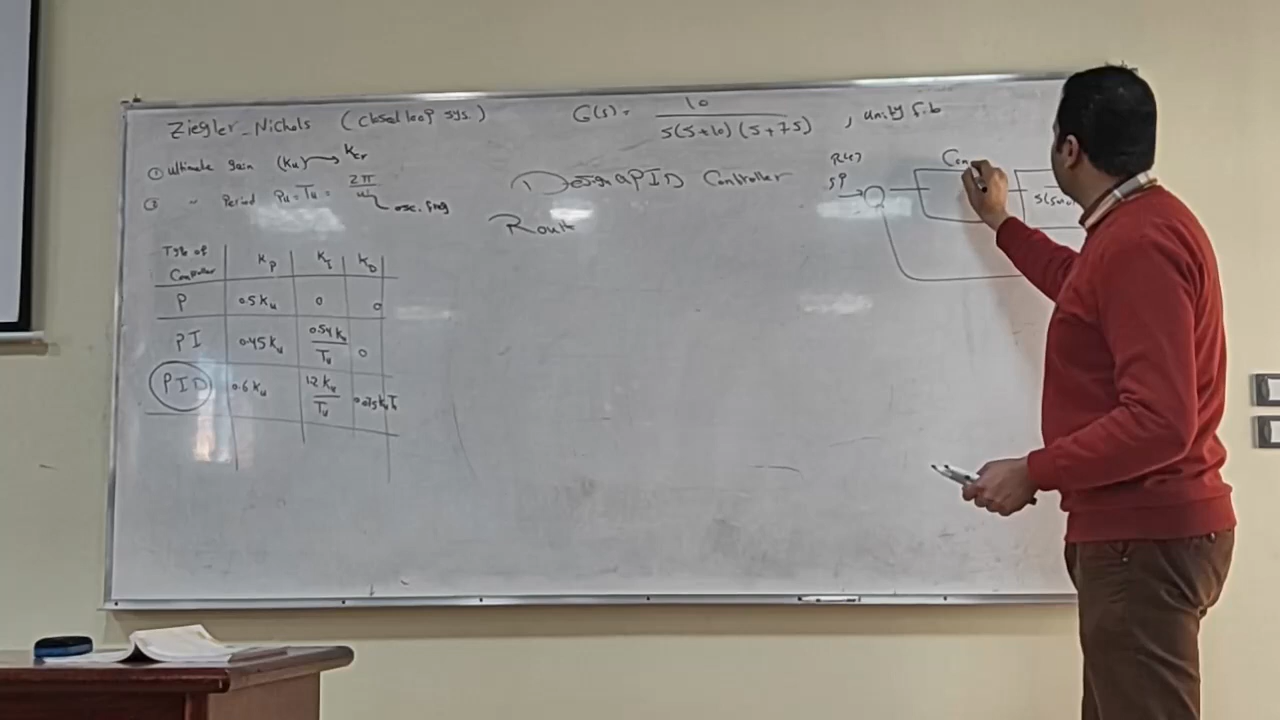 Ziegler_Nichols (Closed loop sys.)
① ultimate gain (Ku) → Kcr
② " Period Pu = Tu = 2π / ω osc. freq
Type of Controller | Kp | KI | KD
P | 0.5 Ku | 0 | 0
PI | 0.45 Ku | 0.54 Ku / Tu | 0
PID | 0.6 Ku | 1.2 Ku / Tu | 0.075 Ku Tu
G(s) = 10 / S(S+10)(S+75) , unity f.b
Design a PID Controller
Routh
R(s)
SP
Con